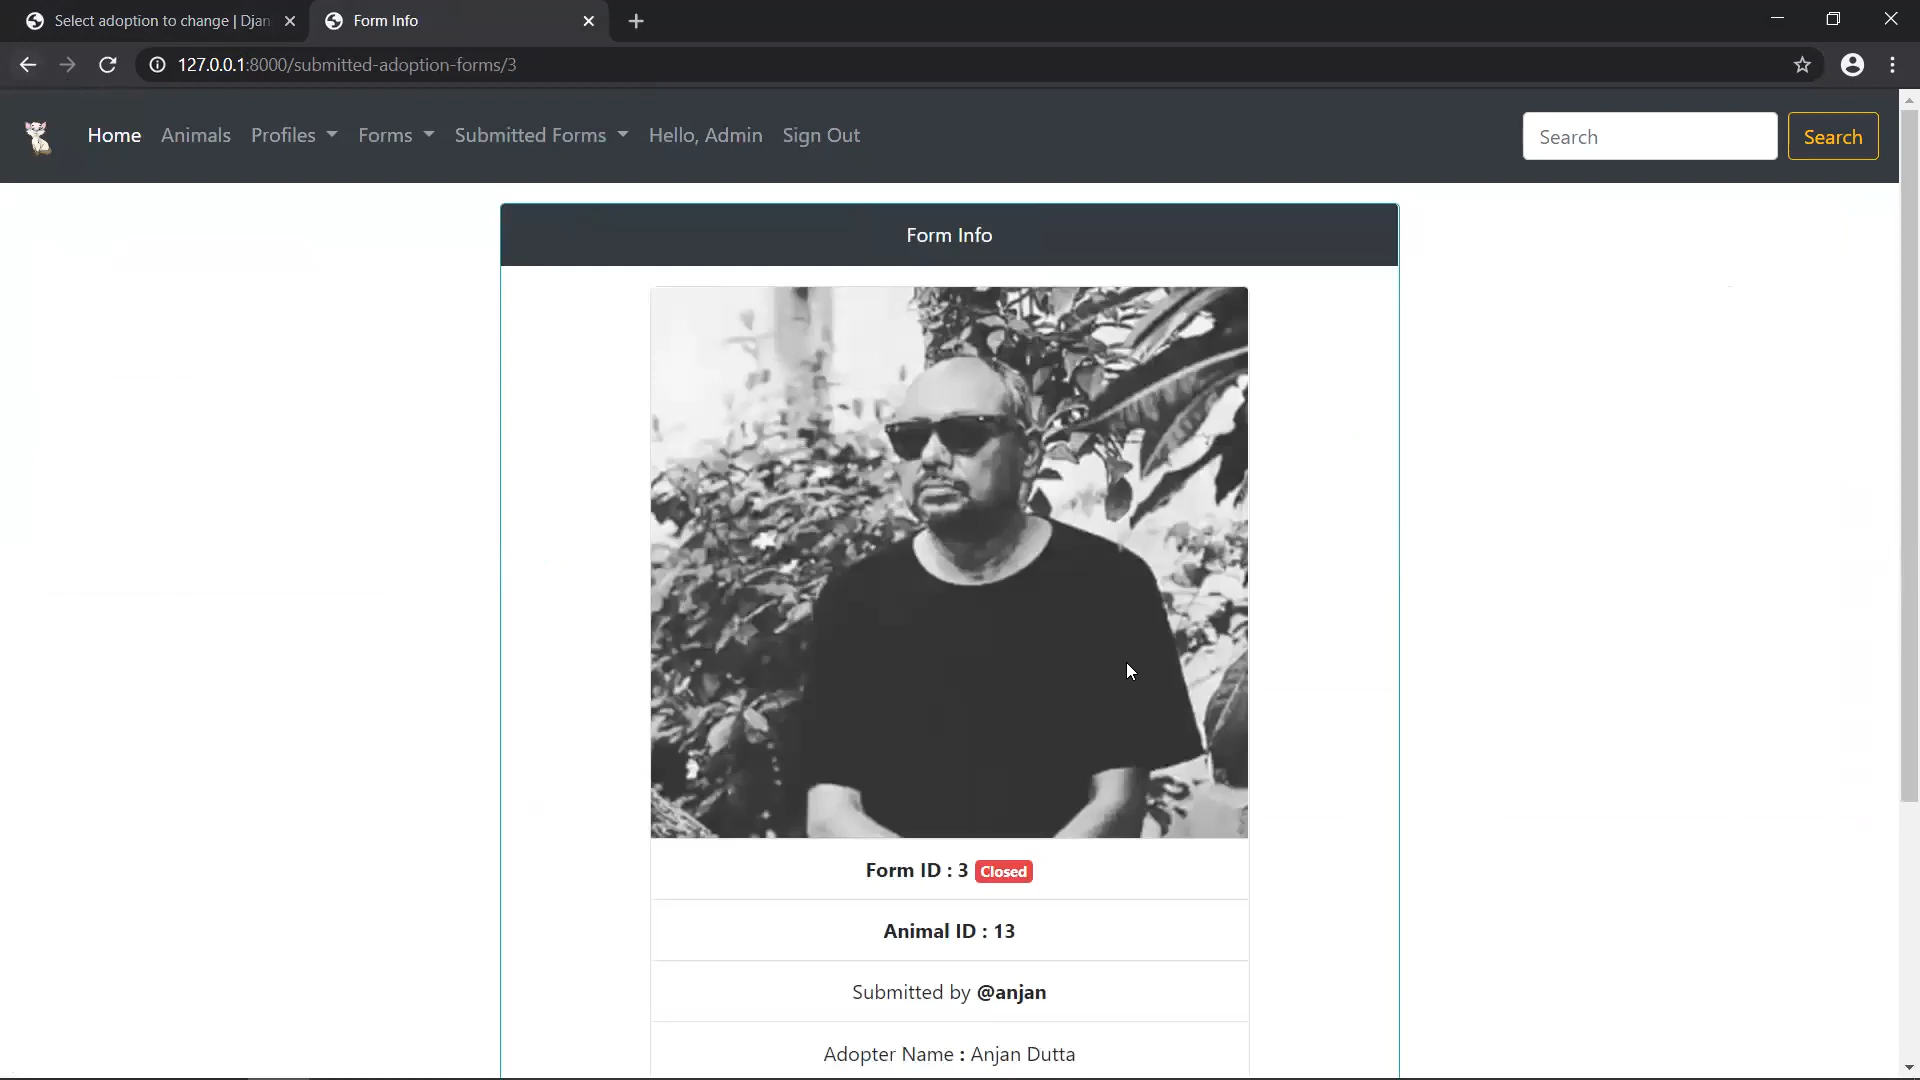 Select adoption to change | Djan
Form Info
127.0.0.1:8000/submitted-adoption-forms/3
Home Animals Profiles Forms Submitted Forms Hello, Admin Sign Out Search Search
Form Info
Form ID : 3 Closed
Animal ID : 13
Submitted by @anjan
Adopter Name : Anjan Dutta